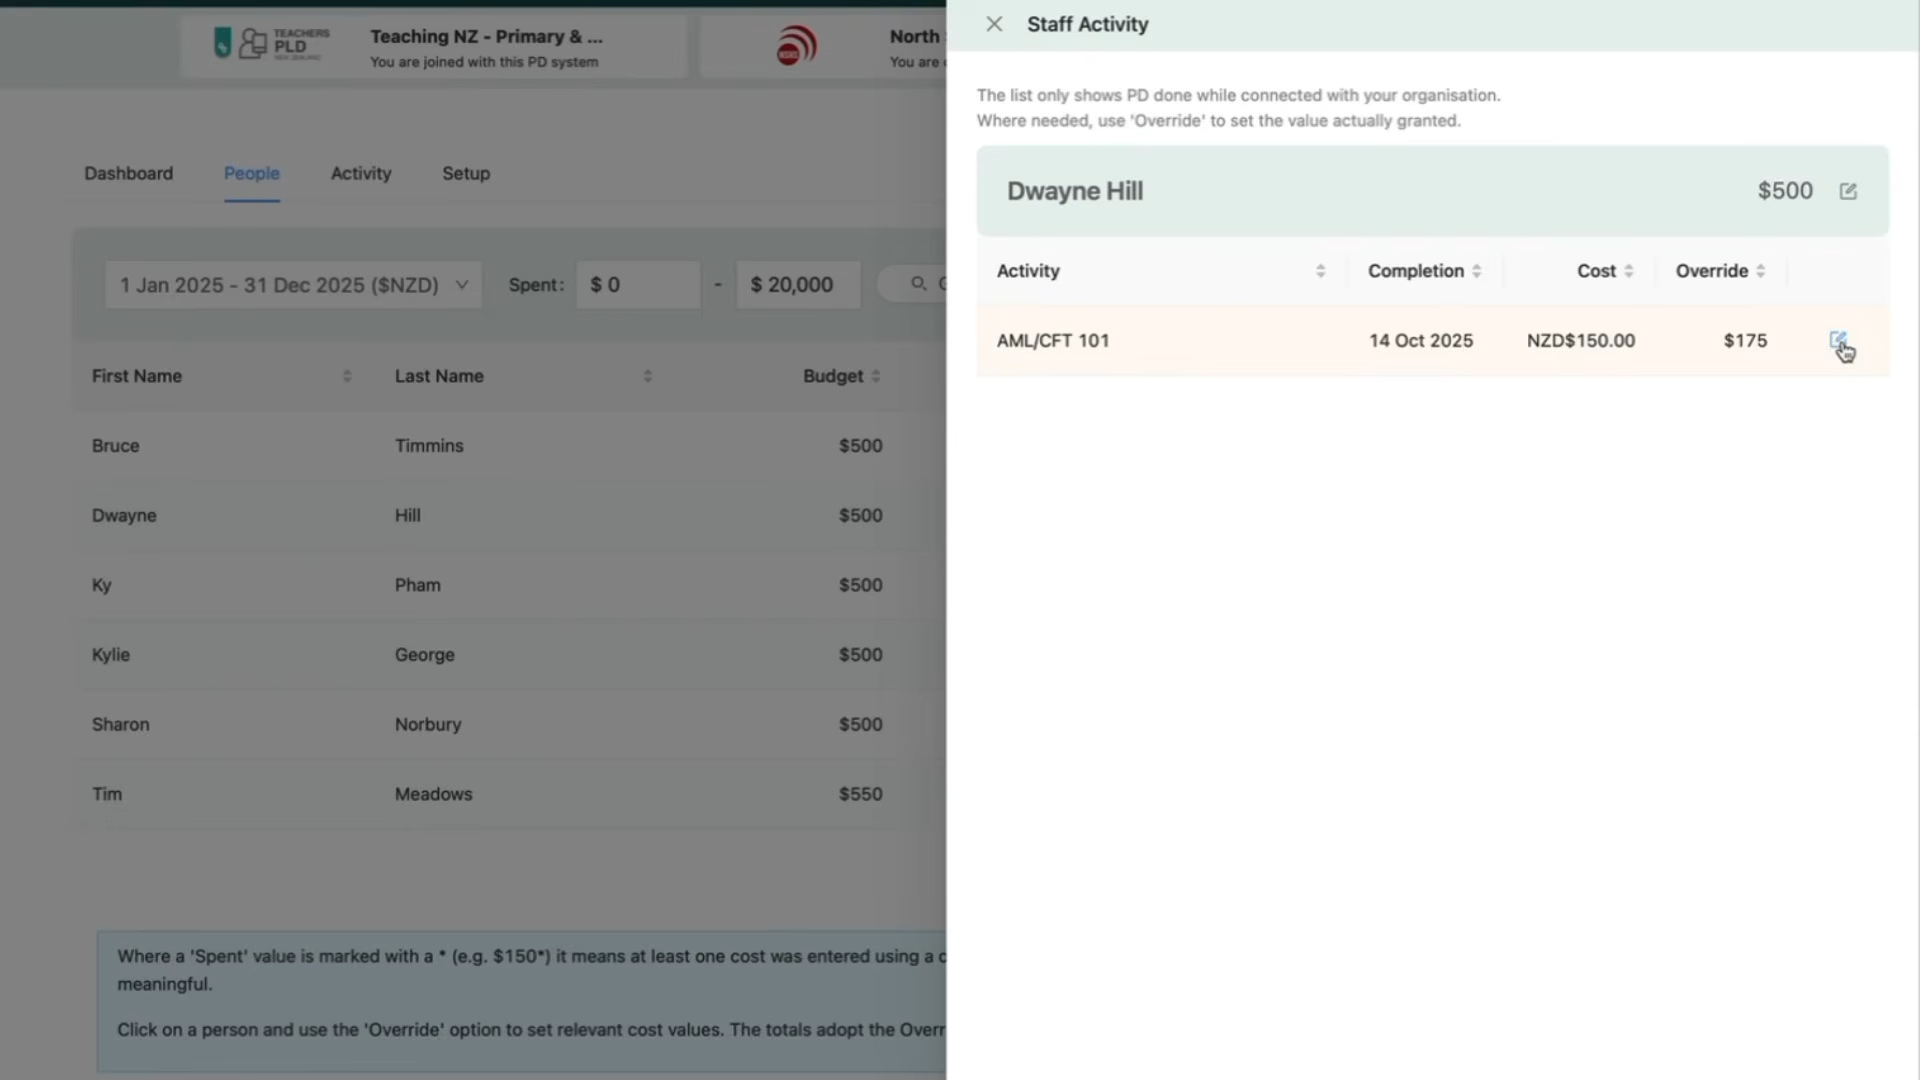 TEACHERS
PLD
NEW ZEALAND
Teaching NZ - Primary & ...
You are joined with this PD system
North
You are
Dashboard
People
Activity
Setup
1 Jan 2025 - 31 Dec 2025 ($NZD)
Spent:
$ 0
-
$ 20,000
First Name
Last Name
Budget
Bruce
Timmins
$500
Dwayne
Hill
$500
Ky
Pham
$500
Kylie
George
$500
Sharon
Norbury
$500
Tim
Meadows
$550
Where a 'Spent' value is marked with a * (e.g. $150*) it means at least one cost was entered using a
meaningful.
Click on a person and use the 'Override' option to set relevant cost values. The totals adopt the Overr
Staff Activity
The list only shows PD done while connected with your organisation.
Where needed, use 'Override' to set the value actually granted.
Dwayne Hill
$500
Activity
Completion
Cost
Override
AML/CFT 101
14 Oct 2025
NZD$150.00
$175